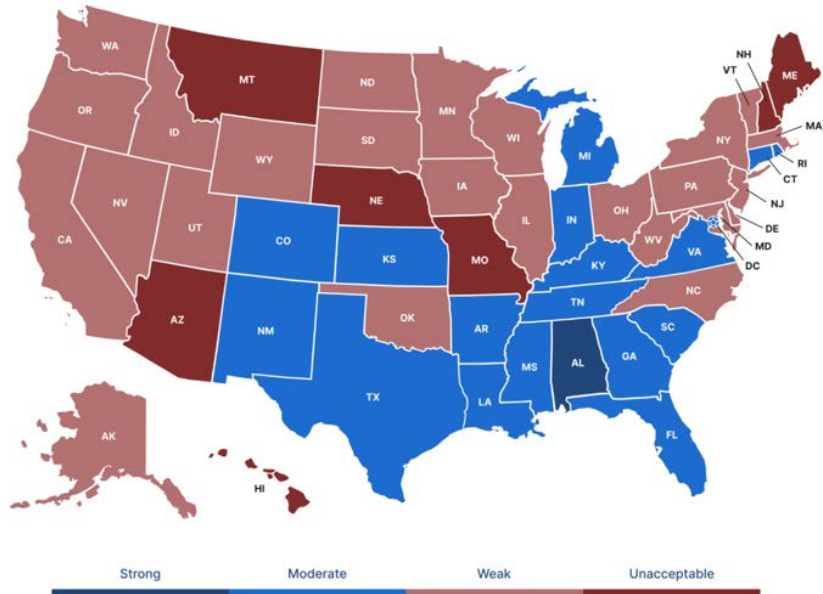 WA
MT
ND
MN
OR
ID
SD
WI
WY
NV
UT
CA
NE
IA
CO
KS
MO
IL
IN
OH
MI
PA
NY
VT
NH
ME
MA
RI
CT
NJ
DE
MD
DC
WV
VA
KY
NC
TN
AZ
NM
OK
AR
SC
MS
AL
GA
TX
LA
FL
AK
HI
Strong Moderate Weak Unacceptable